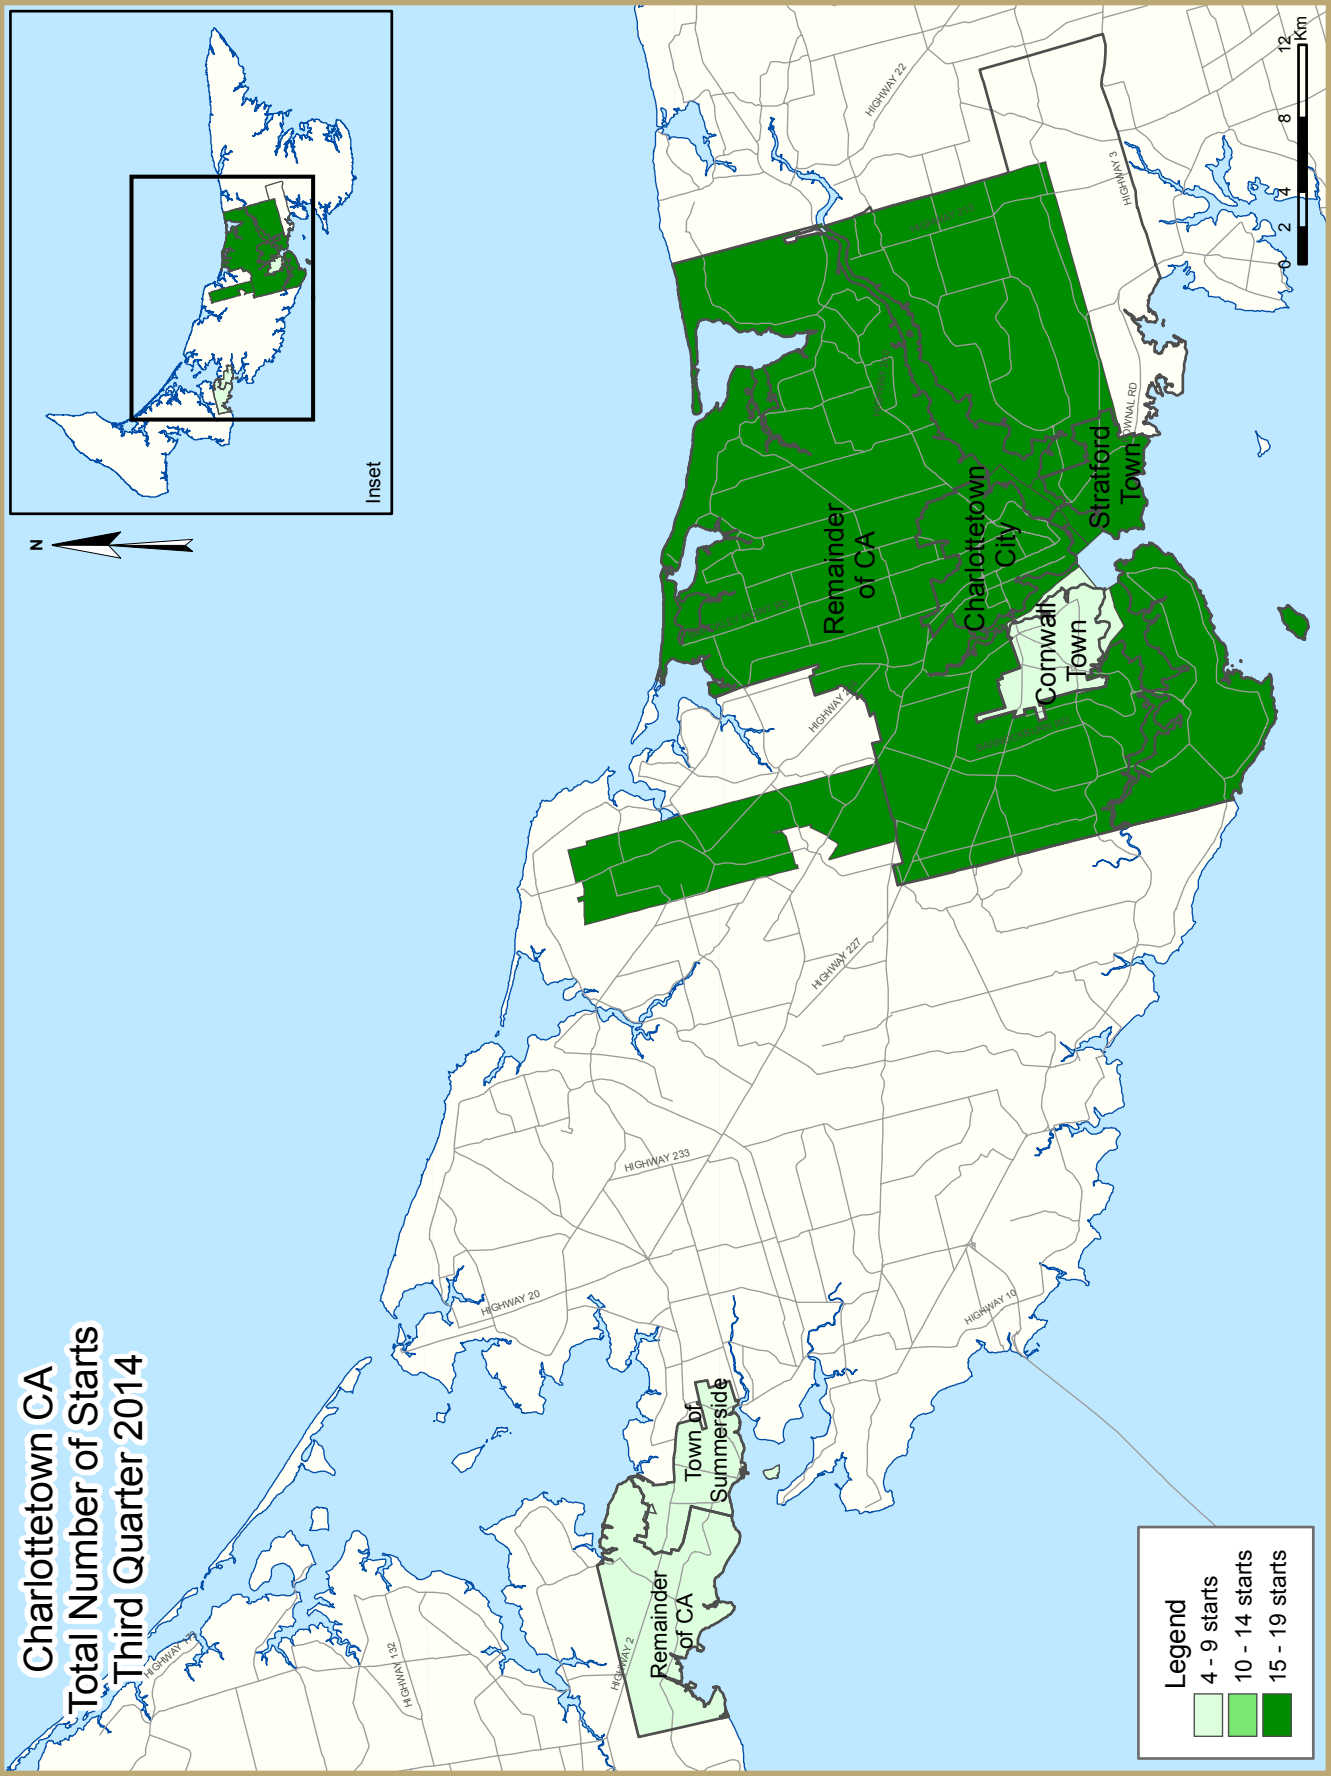 Charlottetown CA
Total Number of Starts
Third Quarter 2014
N
Inset
HIGHWAY 132
HIGHWAY 2
HIGHWAY 20
HIGHWAY 233
HIGHWAY 10
HIGHWAY 227
HIGHWAY
HIGHWAY 22
HIGHWAY 3
Remainder
of CA
Town of
Summerside
Remainder
of CA
Charlottetown
City
Cornwall
Town
Stratford
Town
Legend
4 - 9 starts
10 - 14 starts
15 - 19 starts
0 2 4 8 12
Km